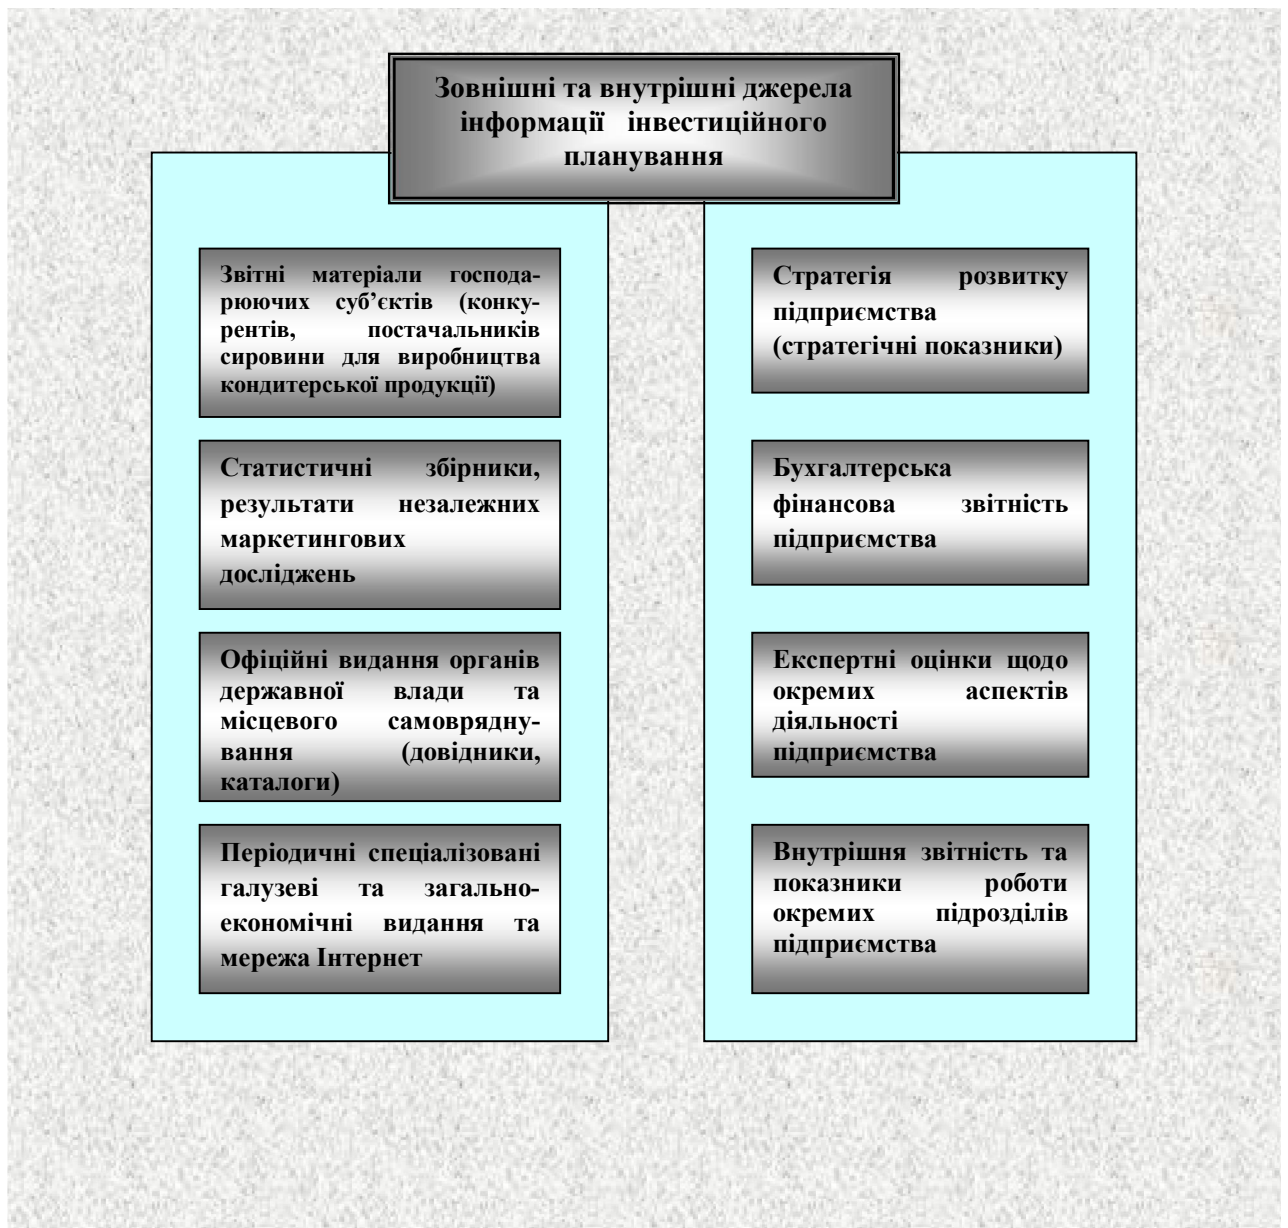 Зовнішні та внутрішні джерела
інформації інвестиційного
планування
Звітні матеріали господа-
рюючих суб’єктів (конку-
рентів, постачальників
сировини для виробництва
кондитерської продукції)
Статистичні збірники,
результати незалежних
маркетингових
досліджень
Офіційні видання органів
державної влади та
місцевого самоврядну-
вання (довідники,
каталоги)
Періодичні спеціалізовані
галузеві та загально-
економічні видання та
мережа Інтернет
Стратегія розвитку
підприємства
(стратегічні показники)
Бухгалтерська
фінансова звітність
підприємства
Експертні оцінки щодо
окремих аспектів
діяльності
підприємства
Внутрішня звітність та
показники роботи
окремих підрозділів
підприємства